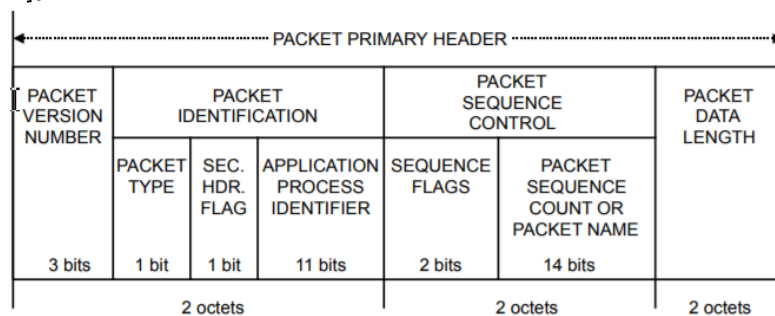 PACKET PRIMARY HEADER
PACKET
VERSION
NUMBER
3 bits
PACKET
IDENTIFICATION
PACKET
TYPE
1 bit
SEC.
HDR.
FLAG
1 bit
APPLICATION
PROCESS
IDENTIFIER
11 bits
PACKET
SEQUENCE
CONTROL
SEQUENCE
FLAGS
2 bits
PACKET
SEQUENCE
COUNT OR
PACKET NAME
14 bits
PACKET
DATA
LENGTH
2 octets
2 octets
2 octets